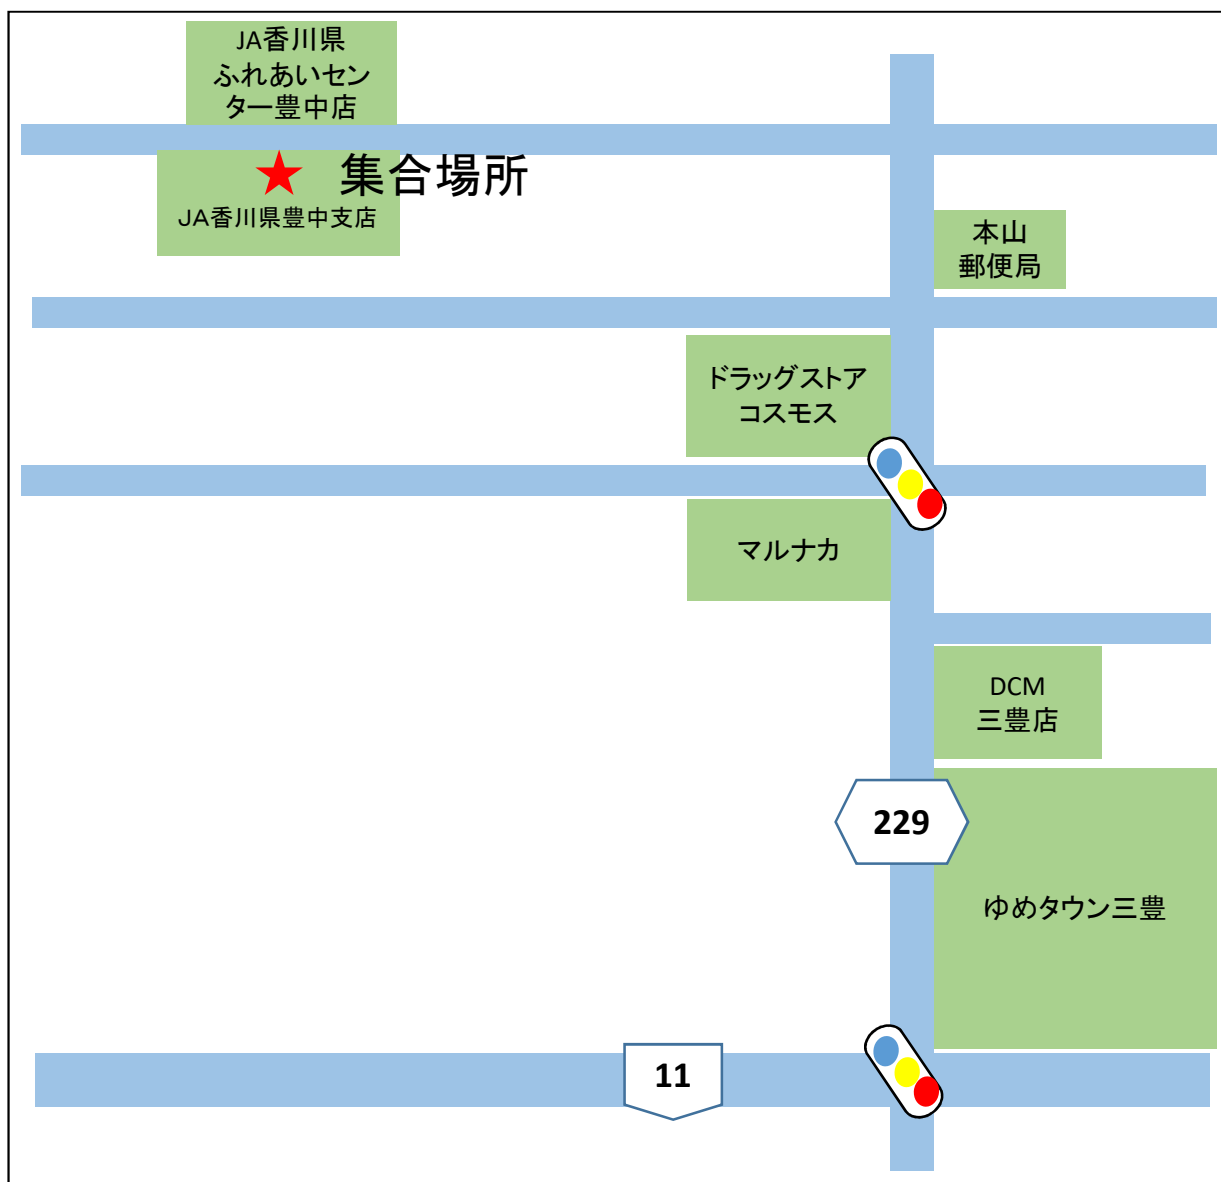 JA香川県
ふれあいセン
ター豊中店
集合場所
JA香川県豊中支店
本山
郵便局
ドラッグストア
コスモス
マルナカ
DCM
三豊店
229
ゆめタウン三豊
11